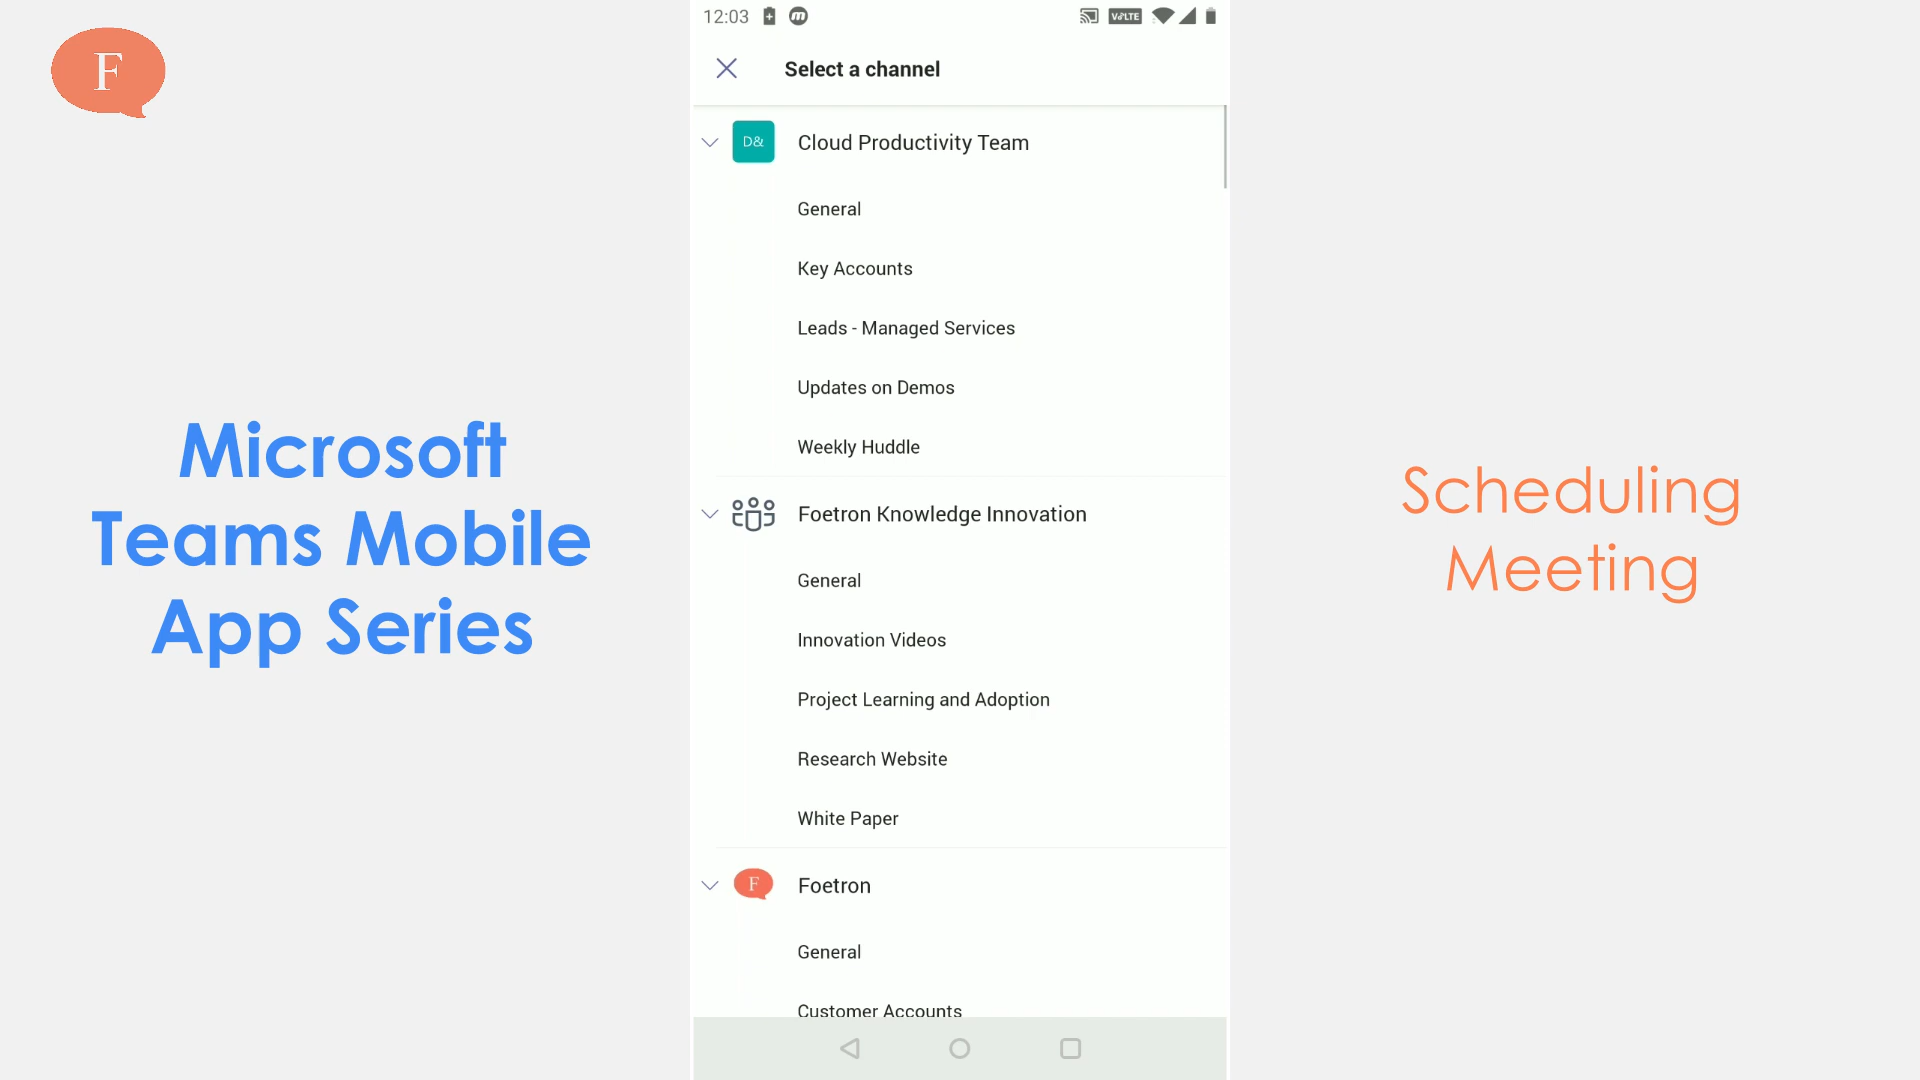 F
Microsoft
Teams Mobile
App Series
12:03
VoLTE
Select a channel
D& Cloud Productivity Team
General
Key Accounts
Leads - Managed Services
Updates on Demos
Weekly Huddle
Foetron Knowledge Innovation
General
Innovation Videos
Project Learning and Adoption
Research Website
White Paper
F Foetron
General
Customer Accounts
Scheduling
Meeting